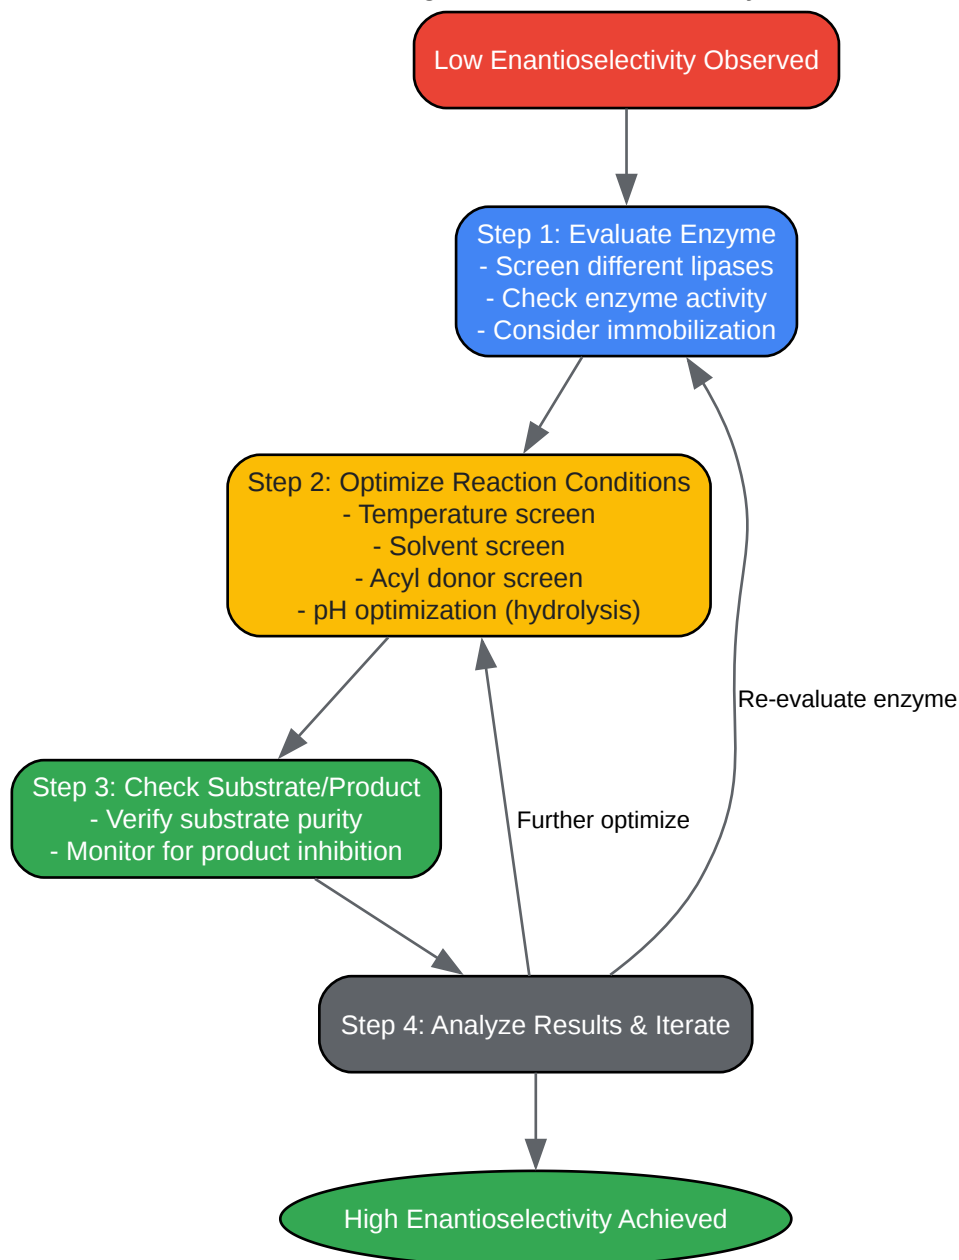 Low Enantioselectivity Observed
Step 1: Evaluate Enzyme
- Screen different lipases
- Check enzyme activity
- Consider immobilization
Step 2: Optimize Reaction Conditions
- Temperature screen
- Solvent screen
- Acyl donor screen
- pH optimization (hydrolysis)
Re-evaluate enzyme
Step 3: Check Substrate/Product
- Verify substrate purity
- Monitor for product inhibition
Further optimize
Step 4: Analyze Results & Iterate
High Enantioselectivity Achieved